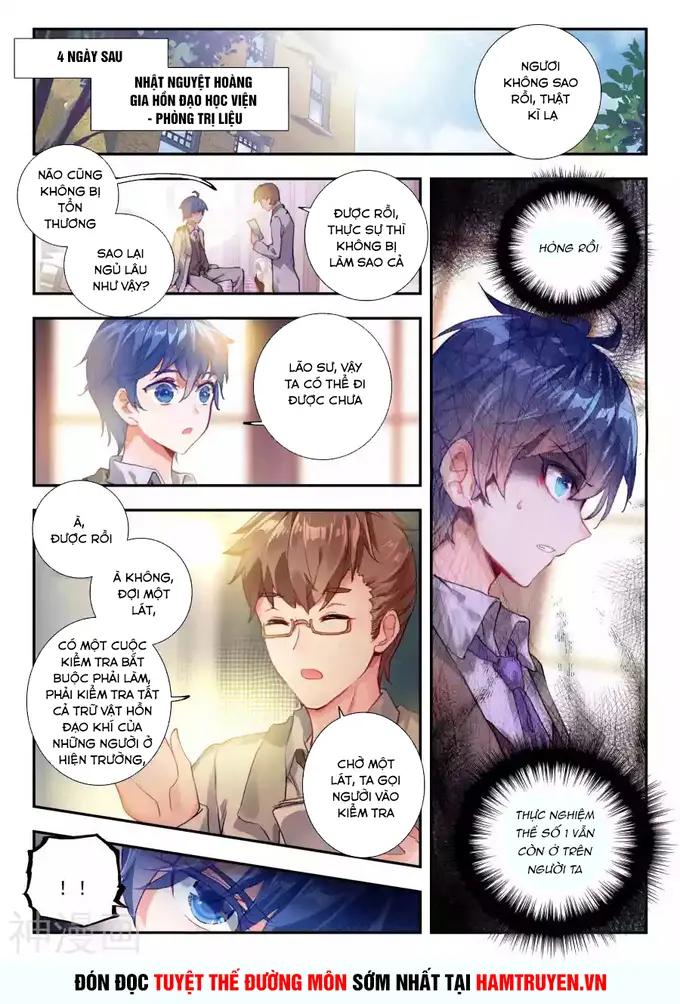 4 NGÀY SAU
NHẬT NGUYỆT HOÀNG
GIA HỒN ĐẠO HỌC VIỆN
- PHÒNG TRỊ LIỆU
NGƯƠI
KHÔNG SAO
RỒI, THẬT
KÌ LẠ
NÃO CŨNG
KHÔNG BỊ
TỔN
THƯƠNG
SAO LẠI
NGỦ LÂU
NHƯ VẬY?
ĐƯỢC RỒI,
THỰC SỰ THÌ
KHÔNG BỊ
LÀM SAO CẢ
LÃO SƯ, VẬY
TA CÓ THỂ ĐI
ĐƯỢC CHƯA
À,
ĐƯỢC RỒI
À KHÔNG,
ĐỢI MỘT
LÁT,
CÓ MỘT CUỘC
KIỂM TRA BẮT
BUỘC PHẢI LÀM,
PHẢI KIỂM TRA TẤT
CẢ TRỮ VẬT HỒN
ĐẠO KHÍ CỦA
NHỮNG NGƯỜI Ở
HIỆN TRƯỜNG,
CHỜ MỘT
LÁT, TA GỌI
NGƯỜI VÀO
KIỂM TRA
! !
HỎNG RỒI
THỰC NGHIỆM
THỂ SỐ 1 VẪN
CÒN Ở TRÊN
NGƯỜI TA
神漫画
ĐÓN ĐỌC TUYỆT THẾ ĐƯỜNG MÔN SỚM NHẤT TẠI HAMTRUYEN.VN